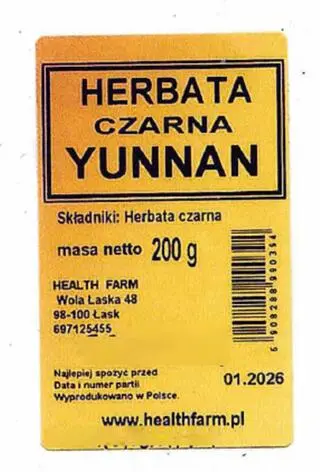 HERBATA
CZARNA
YUNNAN
Składniki: Herbata czarna
masa netto 200 g
HEALTH FARM
Wola Łaska 48
98-100 Łask
697125455
5 908288 990354
Najlepiej spożyć przed
Data i numer partii 01.2026
Wyprodukowano w Polsce.
www.healthfarm.pl